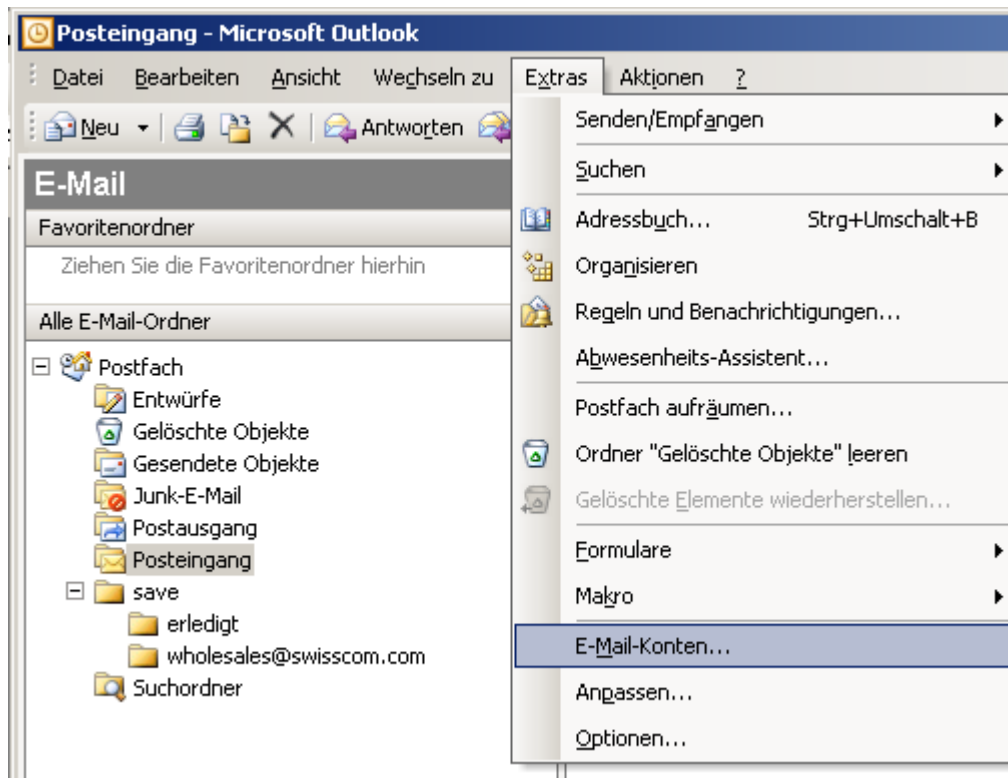 Posteingang - Microsoft Outlook
Datei Bearbeiten Ansicht Wechseln zu Extras Aktionen ?
Neu Antworten
E-Mail
Favoritenordner
Ziehen Sie die Favoritenordner hierhin
Alle E-Mail-Ordner
Postfach
Entwürfe
Gelöschte Objekte
Gesendete Objekte
Junk-E-Mail
Postausgang
Posteingang
save
erledigt
wholesales@swisscom.com
Suchordner
Senden/Empfangen
Suchen
Adressbuch... Strg+Umschalt+B
Organisieren
Regeln und Benachrichtigungen...
Abwesenheits-Assistent...
Postfach aufräumen...
Ordner "Gelöschte Objekte" leeren
Gelöschte Elemente wiederherstellen...
Formulare
Makro
E-Mail-Konten...
Anpassen...
Optionen...